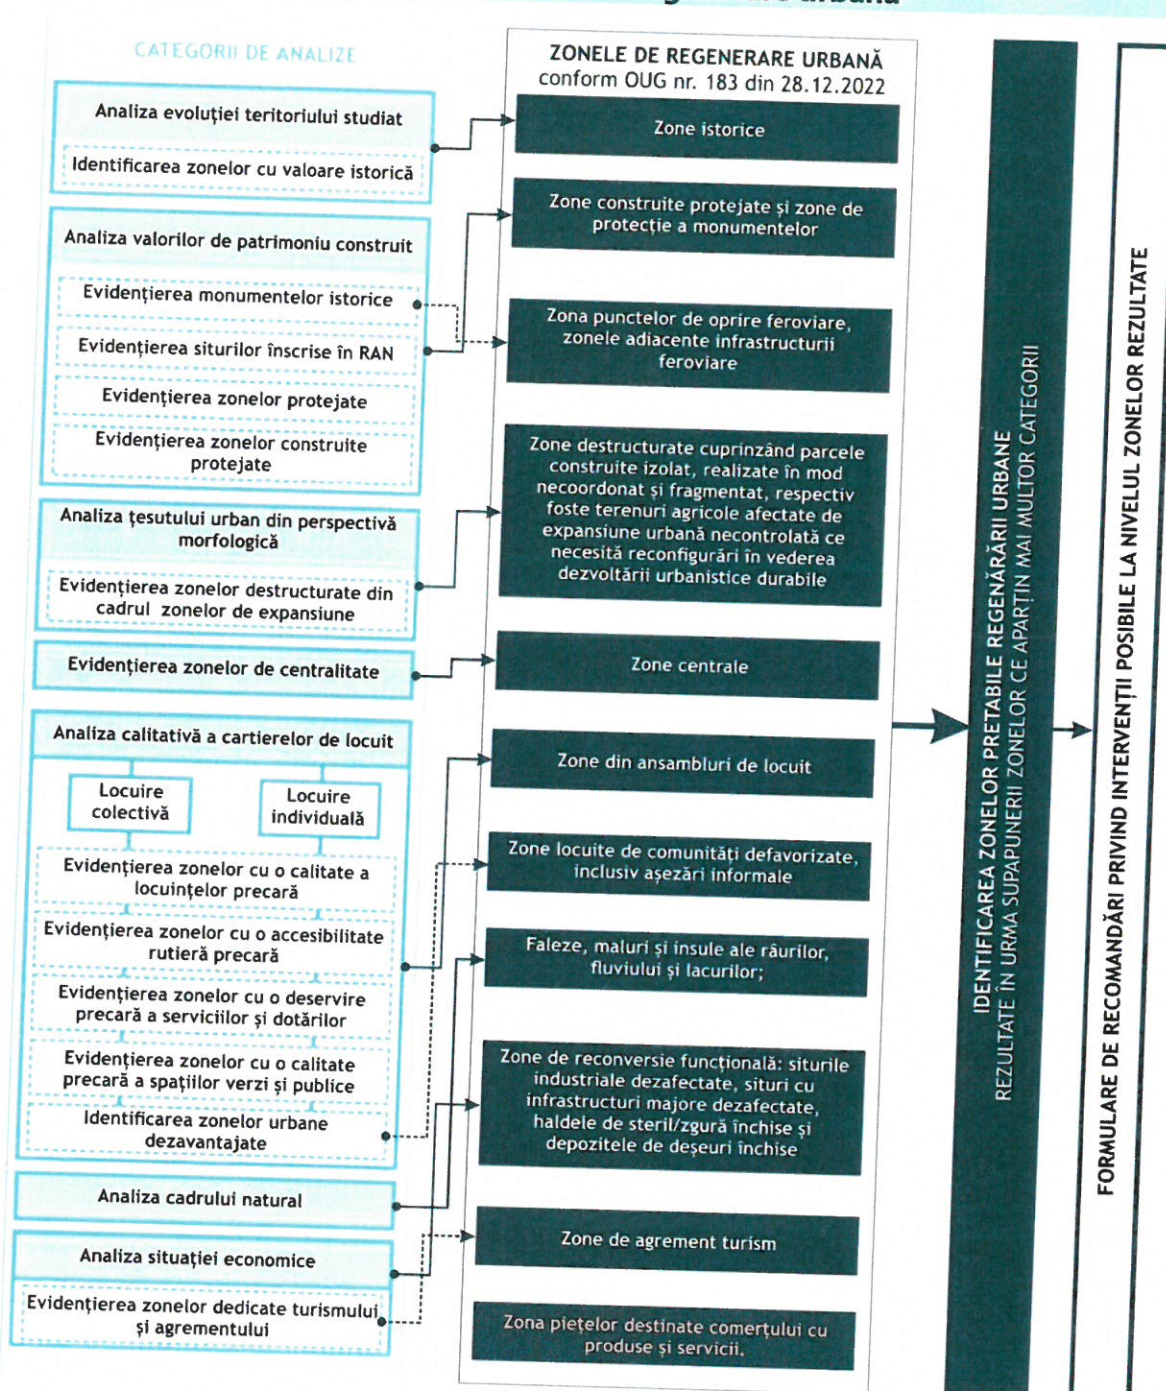 urbană
CATEGORII DE ANALIZE
Analiza evoluției teritoriului studiat
Identificarea zonelor cu valoare istorică
Analiza valorilor de patrimoniu construit
Evidențierea monumentelor istorice
Evidențierea siturilor înscrise în RAN
Evidențierea zonelor protejate
Evidențierea zonelor construite
protejate
Analiza țesutului urban din perspectivă
morfologică
Evidențierea zonelor destructurate din
cadrul zonelor de expansiune
Evidențierea zonelor de centralitate
Analiza calitativă a cartierelor de locuit
Locuire
colectivă
Locuire
individuală
Evidențierea zonelor cu o calitate a
locuințelor precară
Evidențierea zonelor cu o accesibilitate
rutieră precară
Evidențierea zonelor cu o deservire
precară a serviciilor și dotărilor
Evidențierea zonelor cu o calitate
precară a spațiilor verzi și publice
Identificarea zonelor urbane
dezavantajate
Analiza cadrului natural
Analiza situației economice
Evidențierea zonelor dedicate turismului
și agrementului
ZONELE DE REGENERARE URBANĂ
conform OUG nr. 183 din 28.12.2022
Zone istorice
Zone construite protejate și zone de
protecție a monumentelor
Zona punctelor de oprire feroviare,
zonele adiacente infrastructurii
feroviare
Zone destructurate cuprinzând parcele
construite izolat, realizate în mod
necoordonat și fragmentat, respectiv
foste terenuri agricole afectate de
expansiune urbană necontrolată ce
necesită reconfigurări în vederea
dezvoltării urbanistice durabile
Zone centrale
Zone din ansambluri de locuit
Zone locuite de comunități defavorizate,
inclusiv așezări informale
Faleze, maluri și insule ale râurilor,
fluviului și lacurilor;
Zone de reconversie funcțională: siturile
industriale dezafectate, situri cu
infrastructuri majore dezafectate,
haldele de steril/zgură închise și
depozitele de deșeuri închise
Zone de agrement turism
Zona piețelor destinate comerțului cu
produse și servicii.
IDENTIFICAREA ZONELOR PRETABILE REGENĂRĂRII URBANE
REZULTATE ÎN URMA SUPAPUNERII ZONELOR CE APARȚIN MAI MULTOR CATEGORII
FORMULARE DE RECOMANDĂRI PRIVIND INTERVENȚII POSIBILE LA NIVELUL ZONELOR REZULTATE